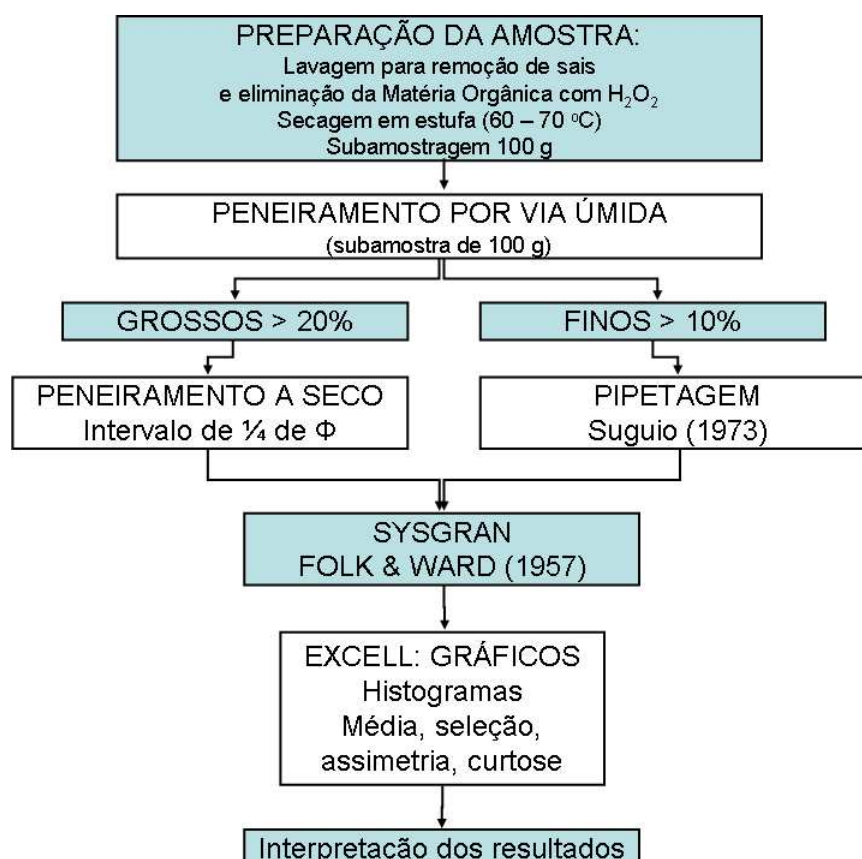 PREPARAÇÃO DA AMOSTRA:
Lavagem para remoção de sais
e eliminação da Matéria Orgânica com H₂O₂
Secagem em estufa (60 – 70 ºC)
Subamostragem 100 g
PENEIRAMENTO POR VIA ÚMIDA
(subamostra de 100 g)
GROSSOS > 20%
FINOS > 10%
PENEIRAMENTO A SECO
Intervalo de ¼ de Φ
PIPETAGEM
Suguio (1973)
SYSGRAN
FOLK & WARD (1957)
EXCELL: GRÁFICOS
Histogramas
Média, seleção,
assimetria, curtose
Interpretação dos resultados